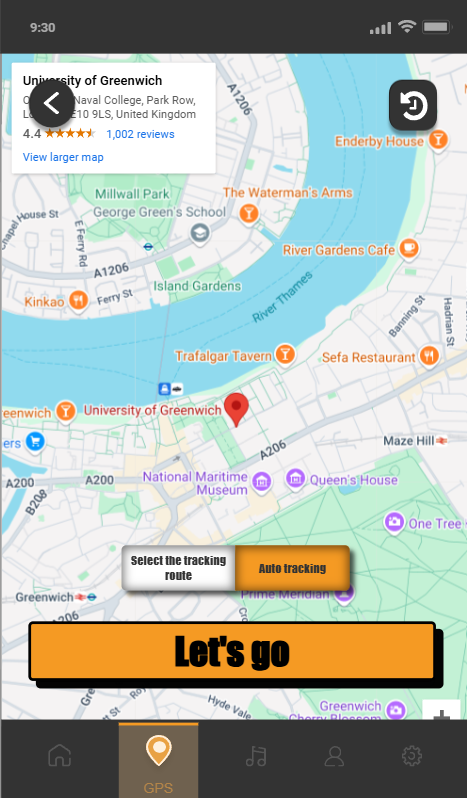 9:30
University of Greenwich
Naval College, Park Row,
E10 9LS, United Kingdom
4.4
1,002 reviews
View larger map
A1206
Enderby House
Millwall Park
George Green's School
The Waterman's Arms
Chapel House St
E Ferry Rd
A1206
River Gardens Cafe
Island Gardens
Kinkao
Ferry St
River Thames
Banning St
Hadrian St
Trafalgar Tavern
Sefa Restaurant
eenwich
University of Greenwich
ers
A206
Maze Hill
A200
A200
National Maritime
Museum
Queen's House
B208
One Tree
Select the tracking
route
Auto tracking
Greenwich
Prime Meridian
Let's go
Hyde Vale
Greenwich
Cherry Blossom
GPS